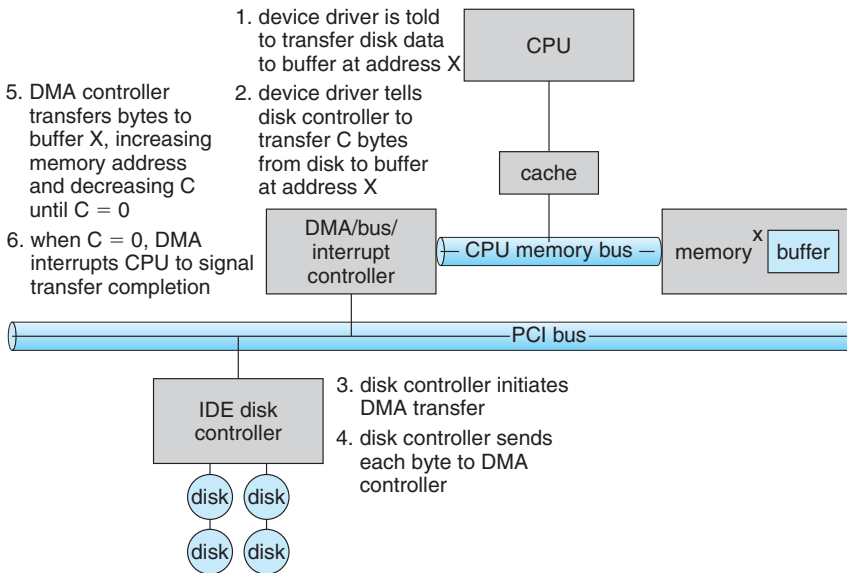 1. device driver is told
to transfer disk data
to buffer at address X
2. device driver tells
disk controller to
transfer C bytes
from disk to buffer
at address X
CPU
cache
5. DMA controller
transfers bytes to
buffer X, increasing
memory address
and decreasing C
until C = 0
6. when C = 0, DMA
interrupts CPU to signal
transfer completion
DMA/bus/
interrupt
controller
CPU memory bus
memory
x
buffer
PCI bus
IDE disk
controller
3. disk controller initiates
DMA transfer
4. disk controller sends
each byte to DMA
controller
disk
disk
disk
disk